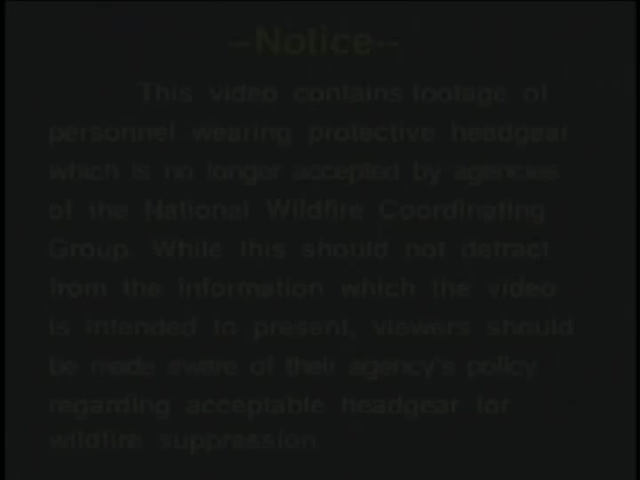 --Notice--
This video contains footage of
personnel wearing protective headgear
which is no longer accepted by agencies
of the National Wildfire Coordinating
Group. While this should not detract
from the information which the video
is intended to present, viewers should
be made aware of their agency's policy
regarding acceptable headgear for
wildfire suppression.